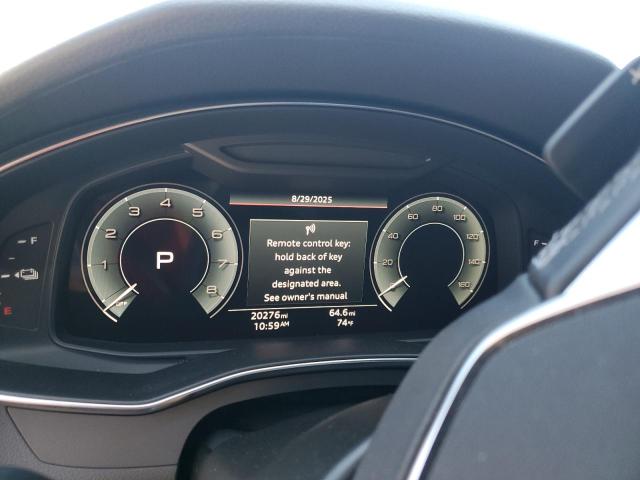 8/29/2025
Remote control key:
hold back of key
against the
designated area.
See owner's manual
20276mi 64.6mi
10:59AM 74°F
1 2 3 4 5 6 7 8
P
OFF
20 40 60 80 100 120 140 160
F
E
F